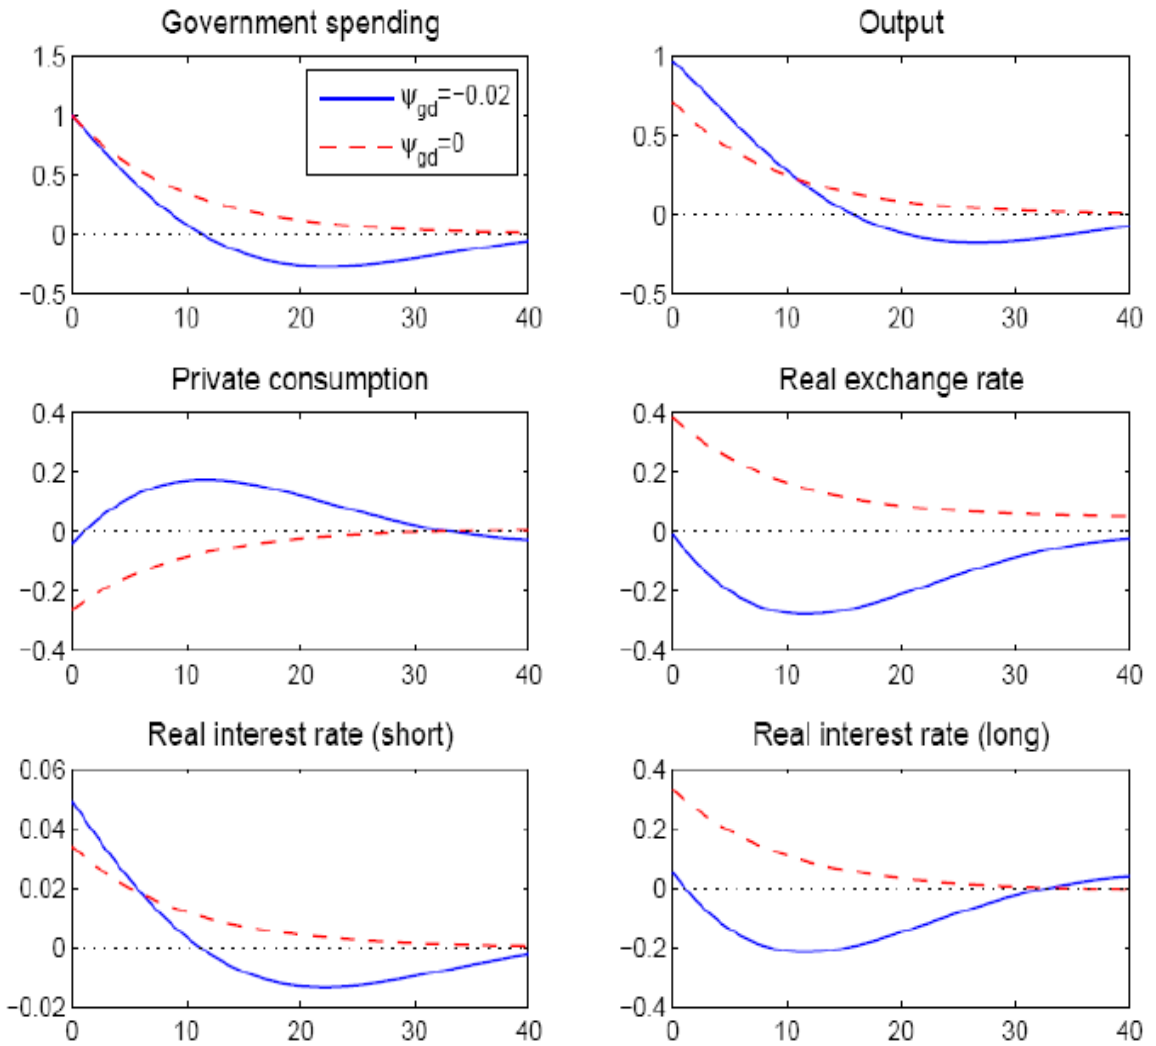 Government spending
1.5
1
0.5
0
−0.5
0 10 20 30 40
ψgd=−0.02
ψgd=0
Output
1
0.5
0
−0.5
0 10 20 30 40
Private consumption
0.4
0.2
0
−0.2
−0.4
0 10 20 30 40
Real exchange rate
0.4
0.2
0
−0.2
−0.4
0 10 20 30 40
Real interest rate (short)
0.06
0.04
0.02
0
−0.02
0 10 20 30 40
Real interest rate (long)
0.4
0.2
0
−0.2
−0.4
0 10 20 30 40